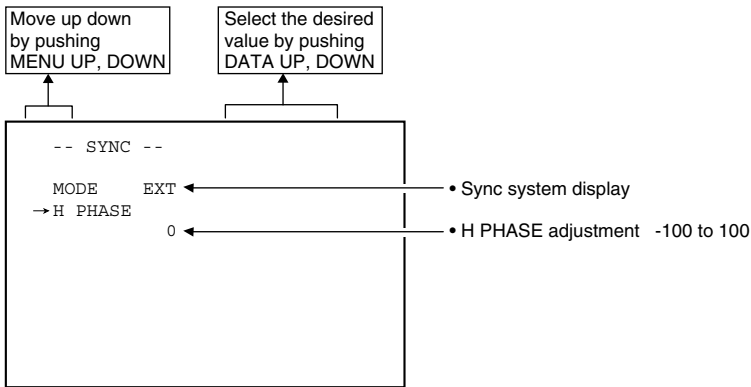 Move up down
by pushing
MENU UP, DOWN
Select the desired
value by pushing
DATA UP, DOWN
-- SYNC --
MODE EXT
→H PHASE
0
• Sync system display
• H PHASE adjustment -100 to 100